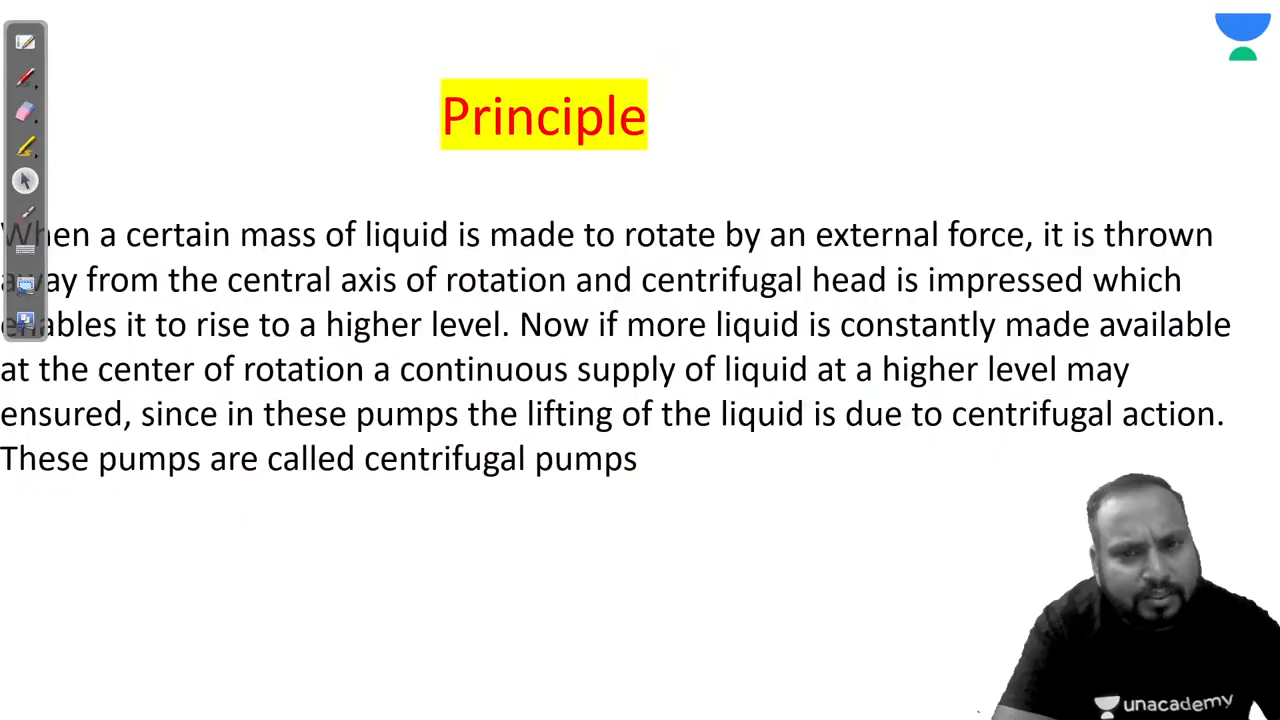 Principle
When a certain mass of liquid is made to rotate by an external force, it is thrown
away from the central axis of rotation and centrifugal head is impressed which
enables it to rise to a higher level. Now if more liquid is constantly made available
at the center of rotation a continuous supply of liquid at a higher level may
ensured, since in these pumps the lifting of the liquid is due to centrifugal action.
These pumps are called centrifugal pumps
unacademy